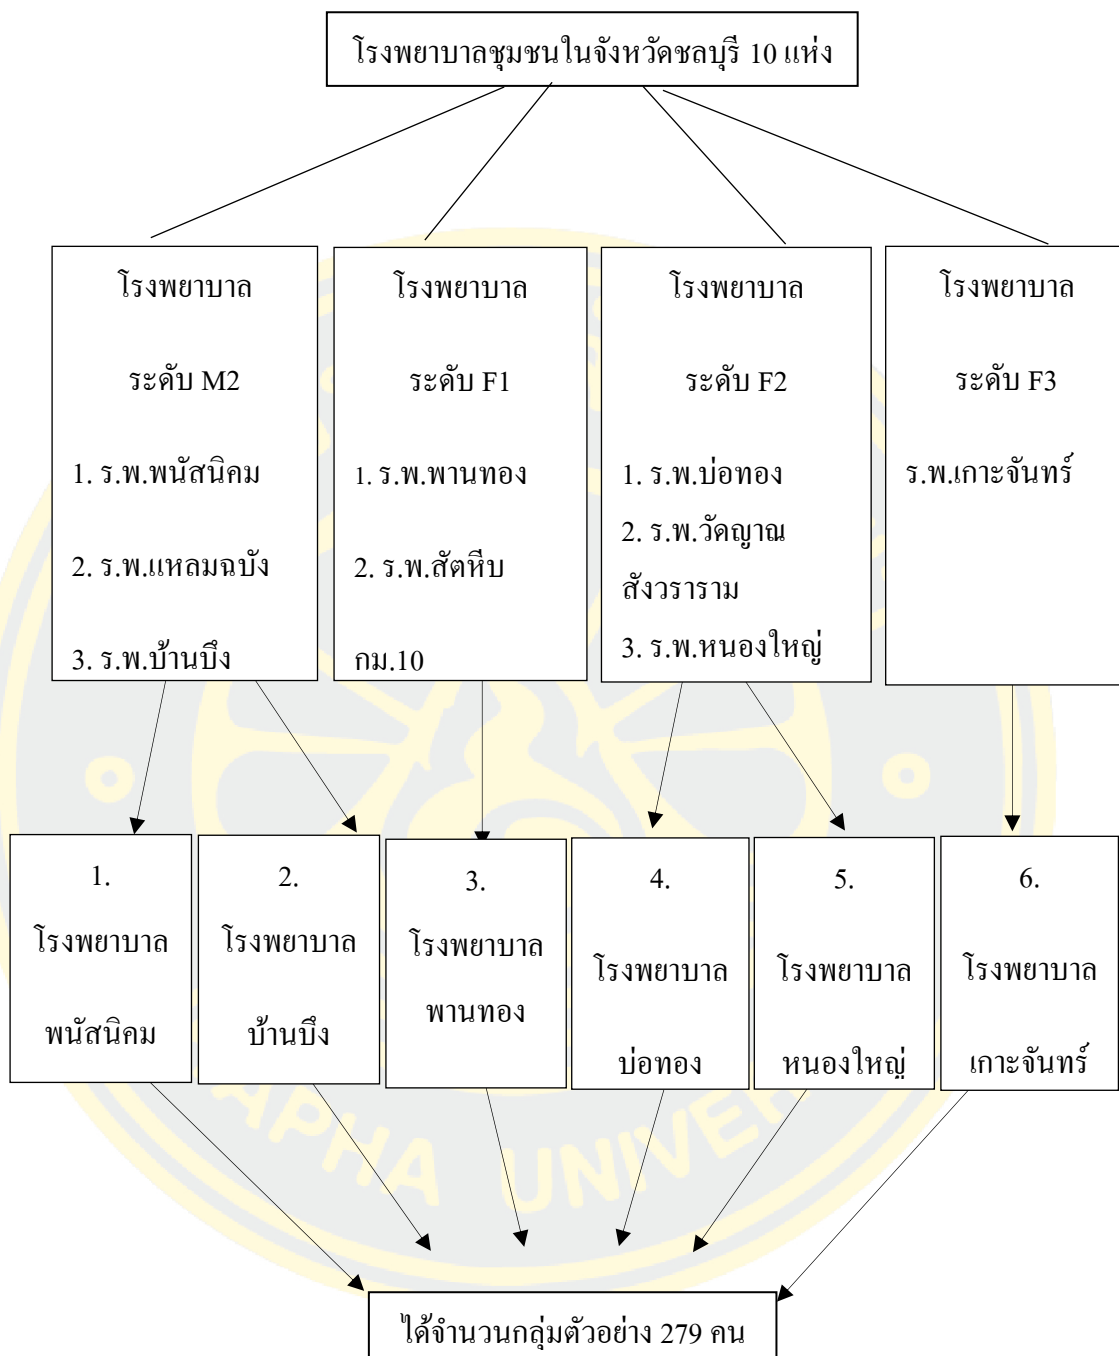 โรงพยาบาลชุมชนในจังหวัดชลบุรี 10 แห่ง
โรงพยาบาล
ระดับ M2
1. ร.พ.พนัสนิคม
2. ร.พ.แหลมฉบัง
3. ร.พ.บ้านบึง
โรงพยาบาล
ระดับ F1
1. ร.พ.พานทอง
2. ร.พ.สัตหีบ
กม.10
โรงพยาบาล
ระดับ F2
1. ร.พ.บ่อทอง
2. ร.พ.วัดญาณ
สังวราราม
3. ร.พ.หนองใหญ่
โรงพยาบาล
ระดับ F3
ร.พ.เกาะจันทร์
1.
โรงพยาบาล
พนัสนิคม
2.
โรงพยาบาล
บ้านบึง
3.
โรงพยาบาล
พานทอง
4.
โรงพยาบาล
บ่อทอง
5.
โรงพยาบาล
หนองใหญ่
6.
โรงพยาบาล
เกาะจันทร์
APHA UNIVER
ได้จำนวนกลุ่มตัวอย่าง 279 คน